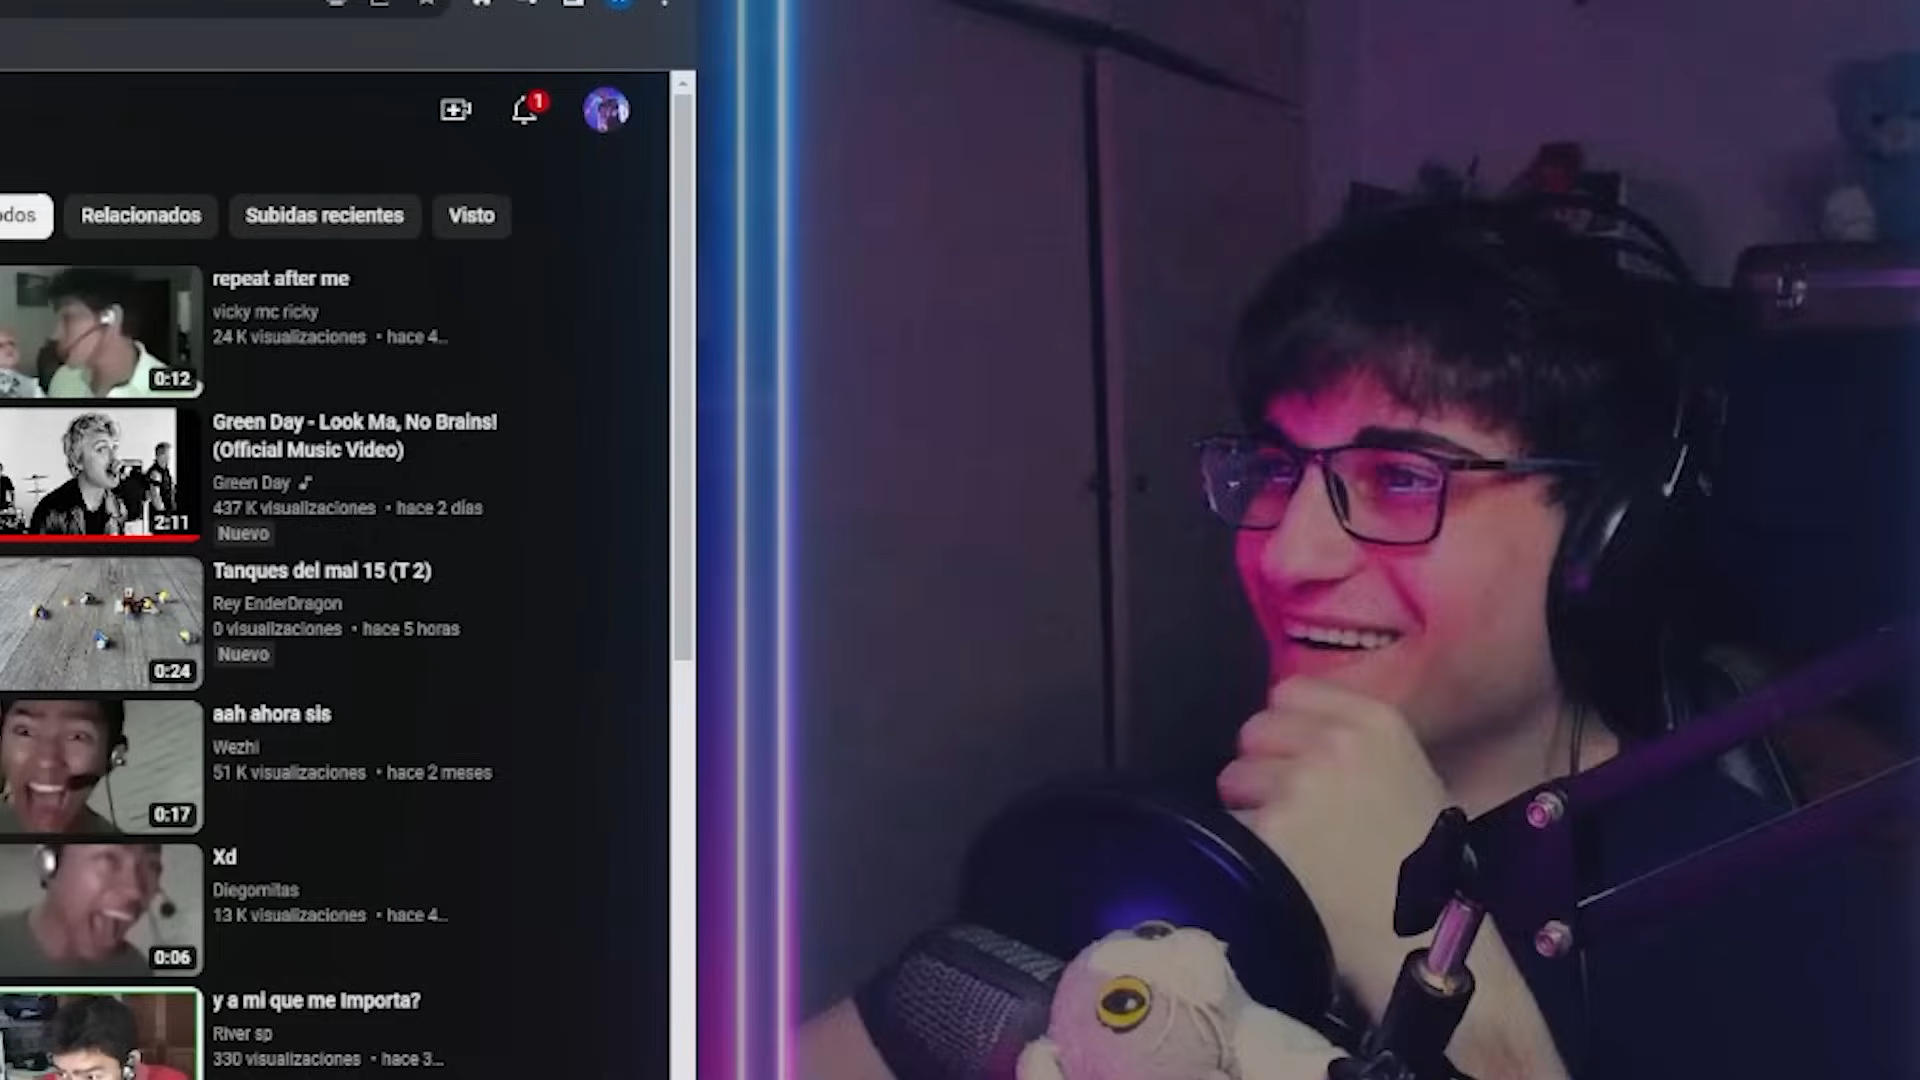 1
Relacionados
Subidas recientes
Visto
repeat after me
vicky mc ricky
24 K visualizaciones • hace 4...
0:12
Green Day - Look Ma, No Brains!
(Official Music Video)
Green Day
437 K visualizaciones • hace 2 días
Nuevo
2:11
Tanques del mal 15 (T 2)
Rey EnderDragon
0 visualizaciones • hace 5 horas
Nuevo
0:24
aah ahora sis
Wezhi
51 K visualizaciones • hace 2 meses
0:17
Xd
Diegomitas
13 K visualizaciones • hace 4...
0:06
y a mi que me Importa?
River sp
330 visualizaciones • hace 3...